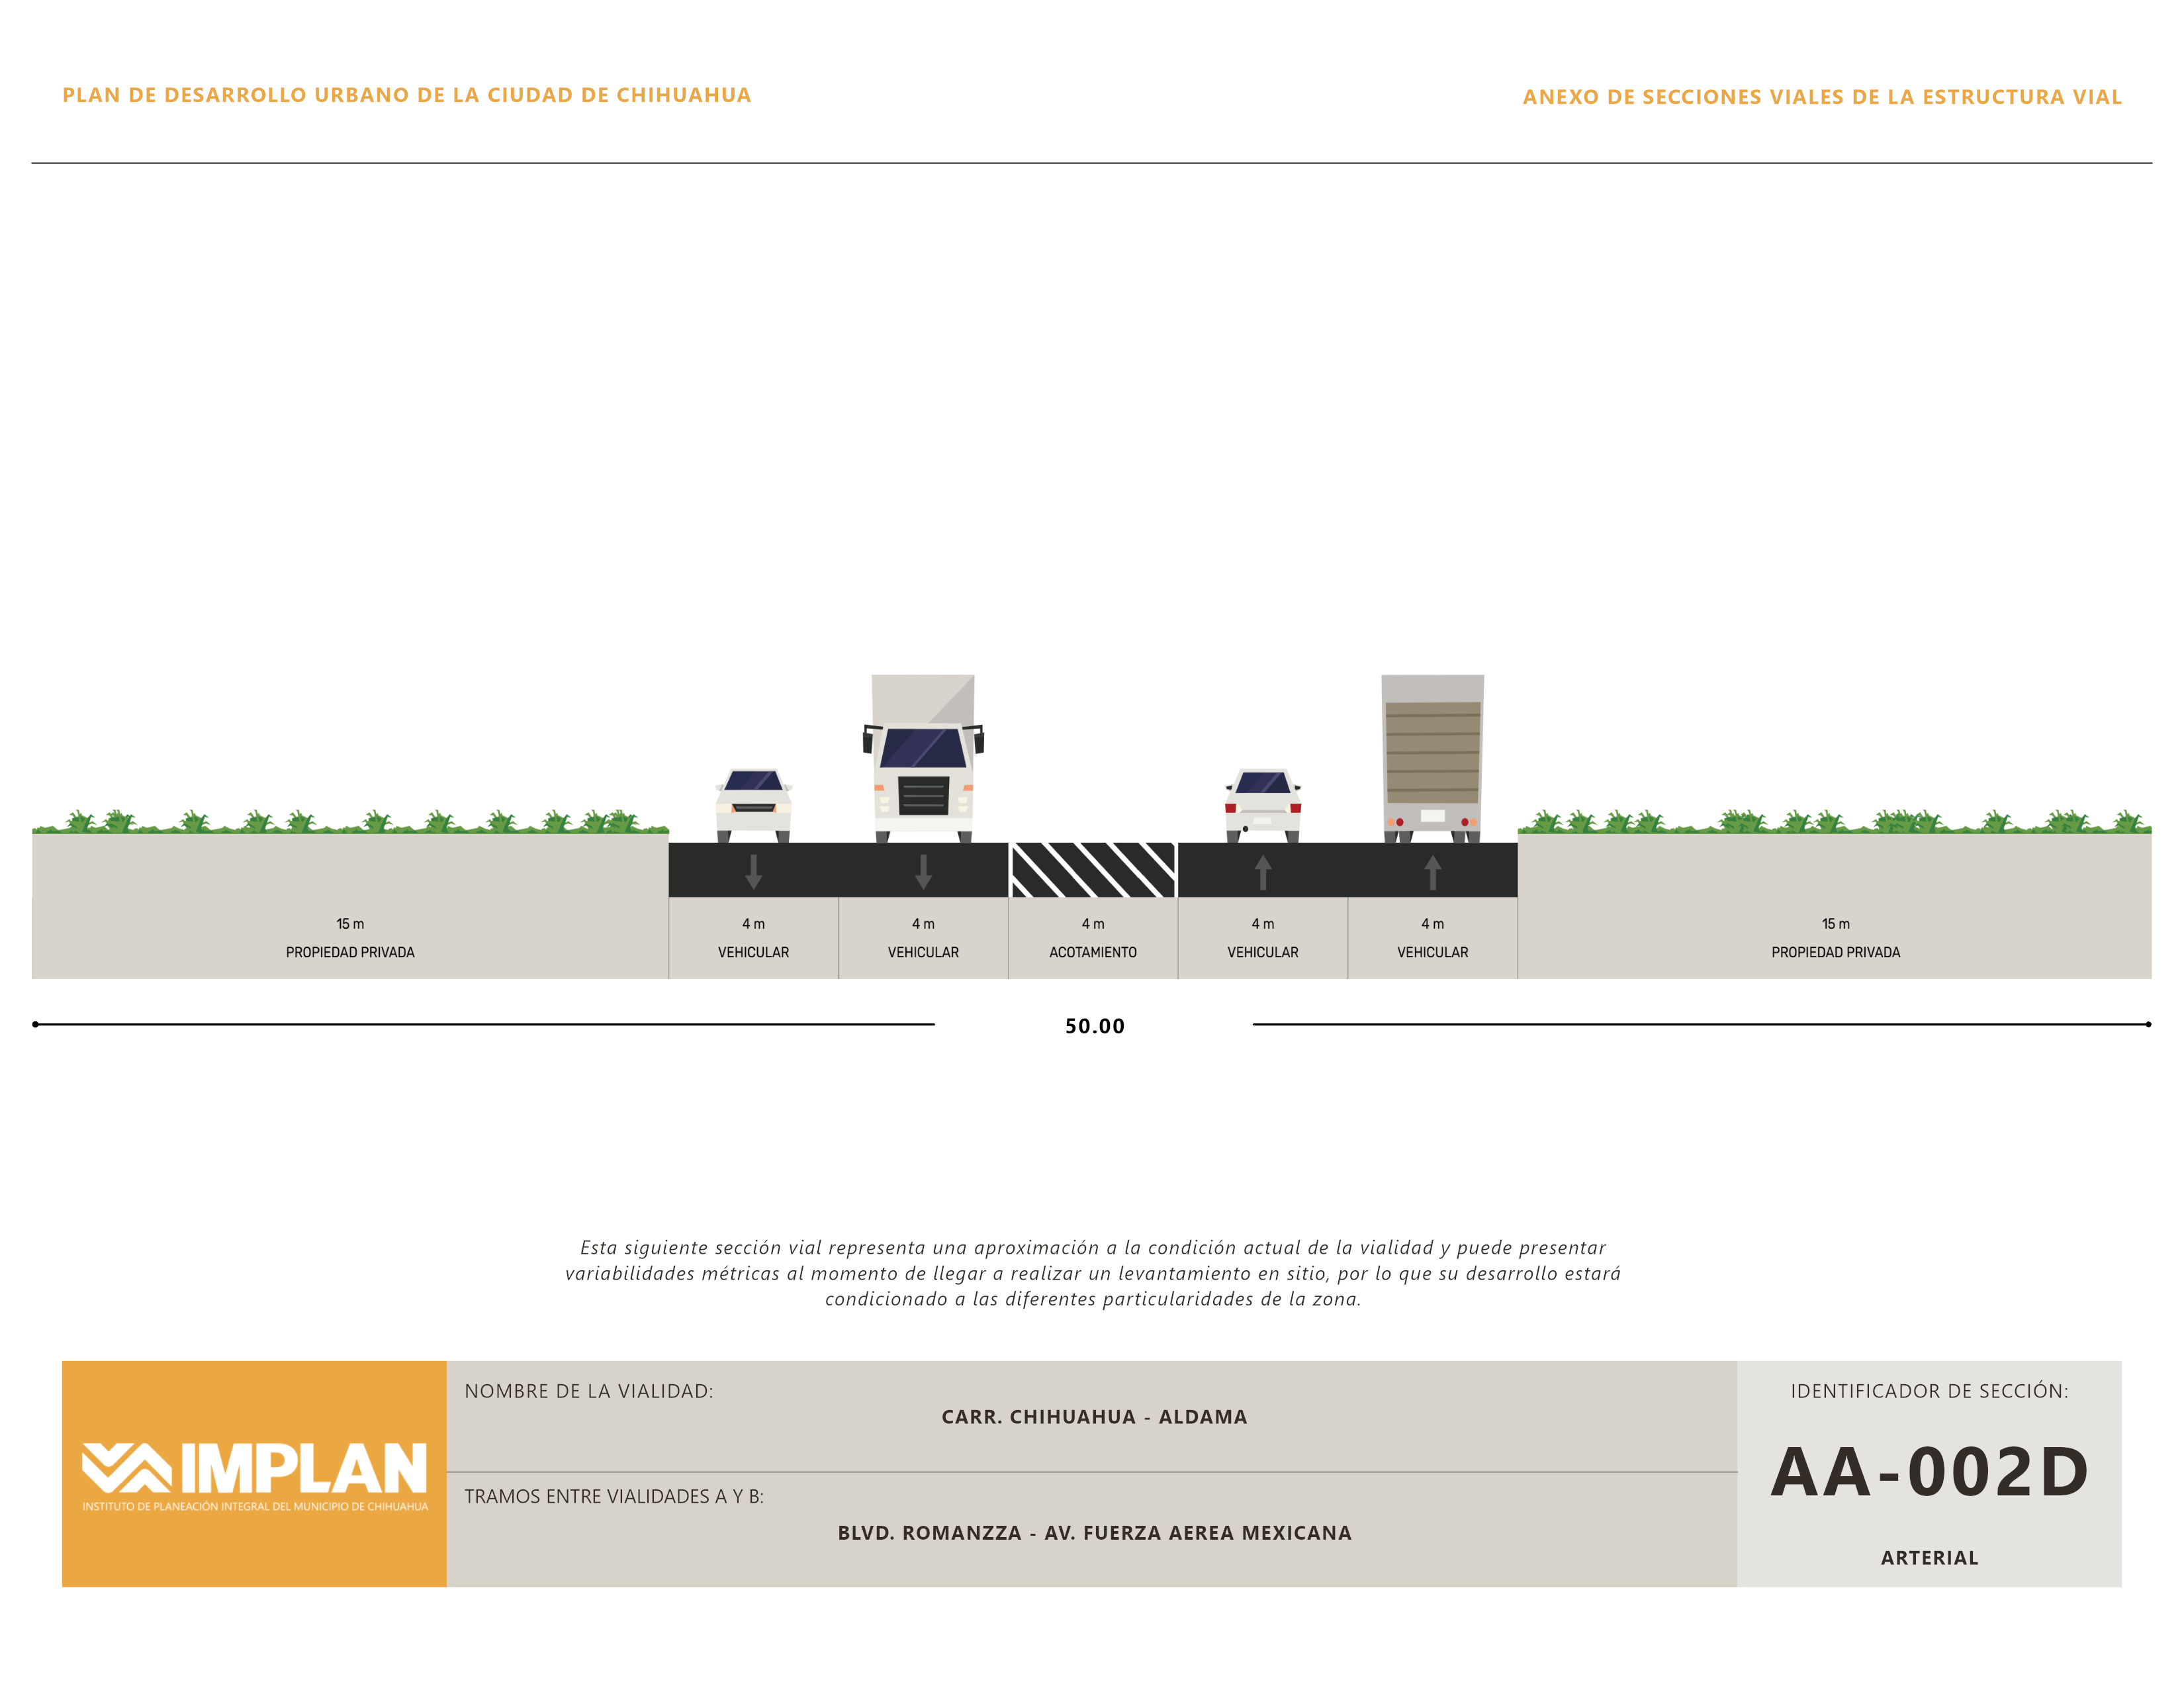 PLAN DE DESARROLLO URBANO DE LA CIUDAD DE CHIHUAHUA
ANEXO DE SECCIONES VIALES DE LA ESTRUCTURA VIAL
15 m
PROPIEDAD PRIVADA
4 m
VEHICULAR
4 m
VEHICULAR
4 m
ACOTAMIENTO
4 m
VEHICULAR
4 m
VEHICULAR
15 m
PROPIEDAD PRIVADA
50.00
Esta siguiente sección vial representa una aproximación a la condición actual de la vialidad y puede presentar
variabilidades métricas al momento de llegar a realizar un levantamiento en sitio, por lo que su desarrollo estará
condicionado a las diferentes particularidades de la zona.
IMPLAN
INSTITUTO DE PLANEACIÓN INTEGRAL DEL MUNICIPIO DE CHIHUAHUA
NOMBRE DE LA VIALIDAD:
CARR. CHIHUAHUA - ALDAMA
TRAMOS ENTRE VIALIDADES A Y B:
BLVD. ROMANZZA - AV. FUERZA AEREA MEXICANA
IDENTIFICADOR DE SECCIÓN:
AA-002D
ARTERIAL